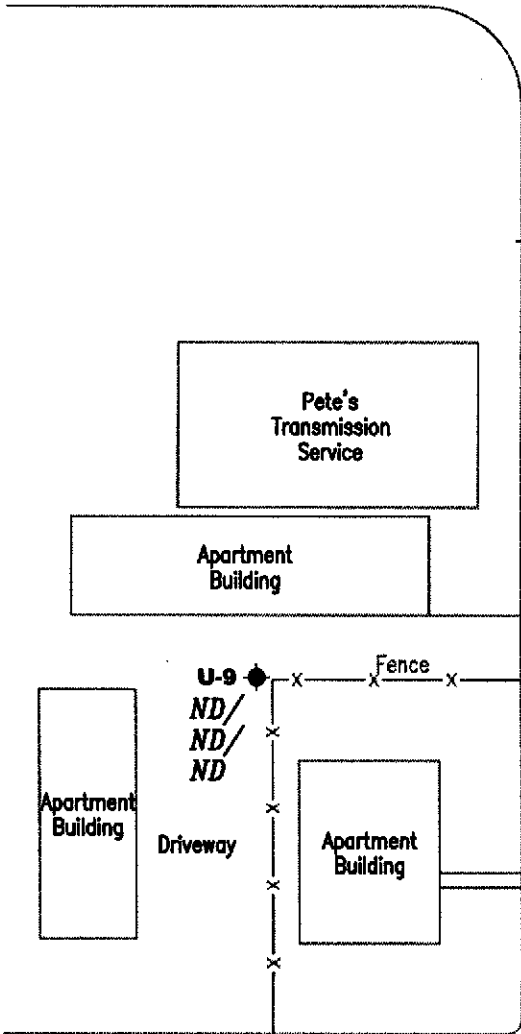 Pete's
Transmission
Service
Apartment
Building
U-9
Fence
ND/
ND/
ND
Apartment
Building
Driveway
Apartment
Building